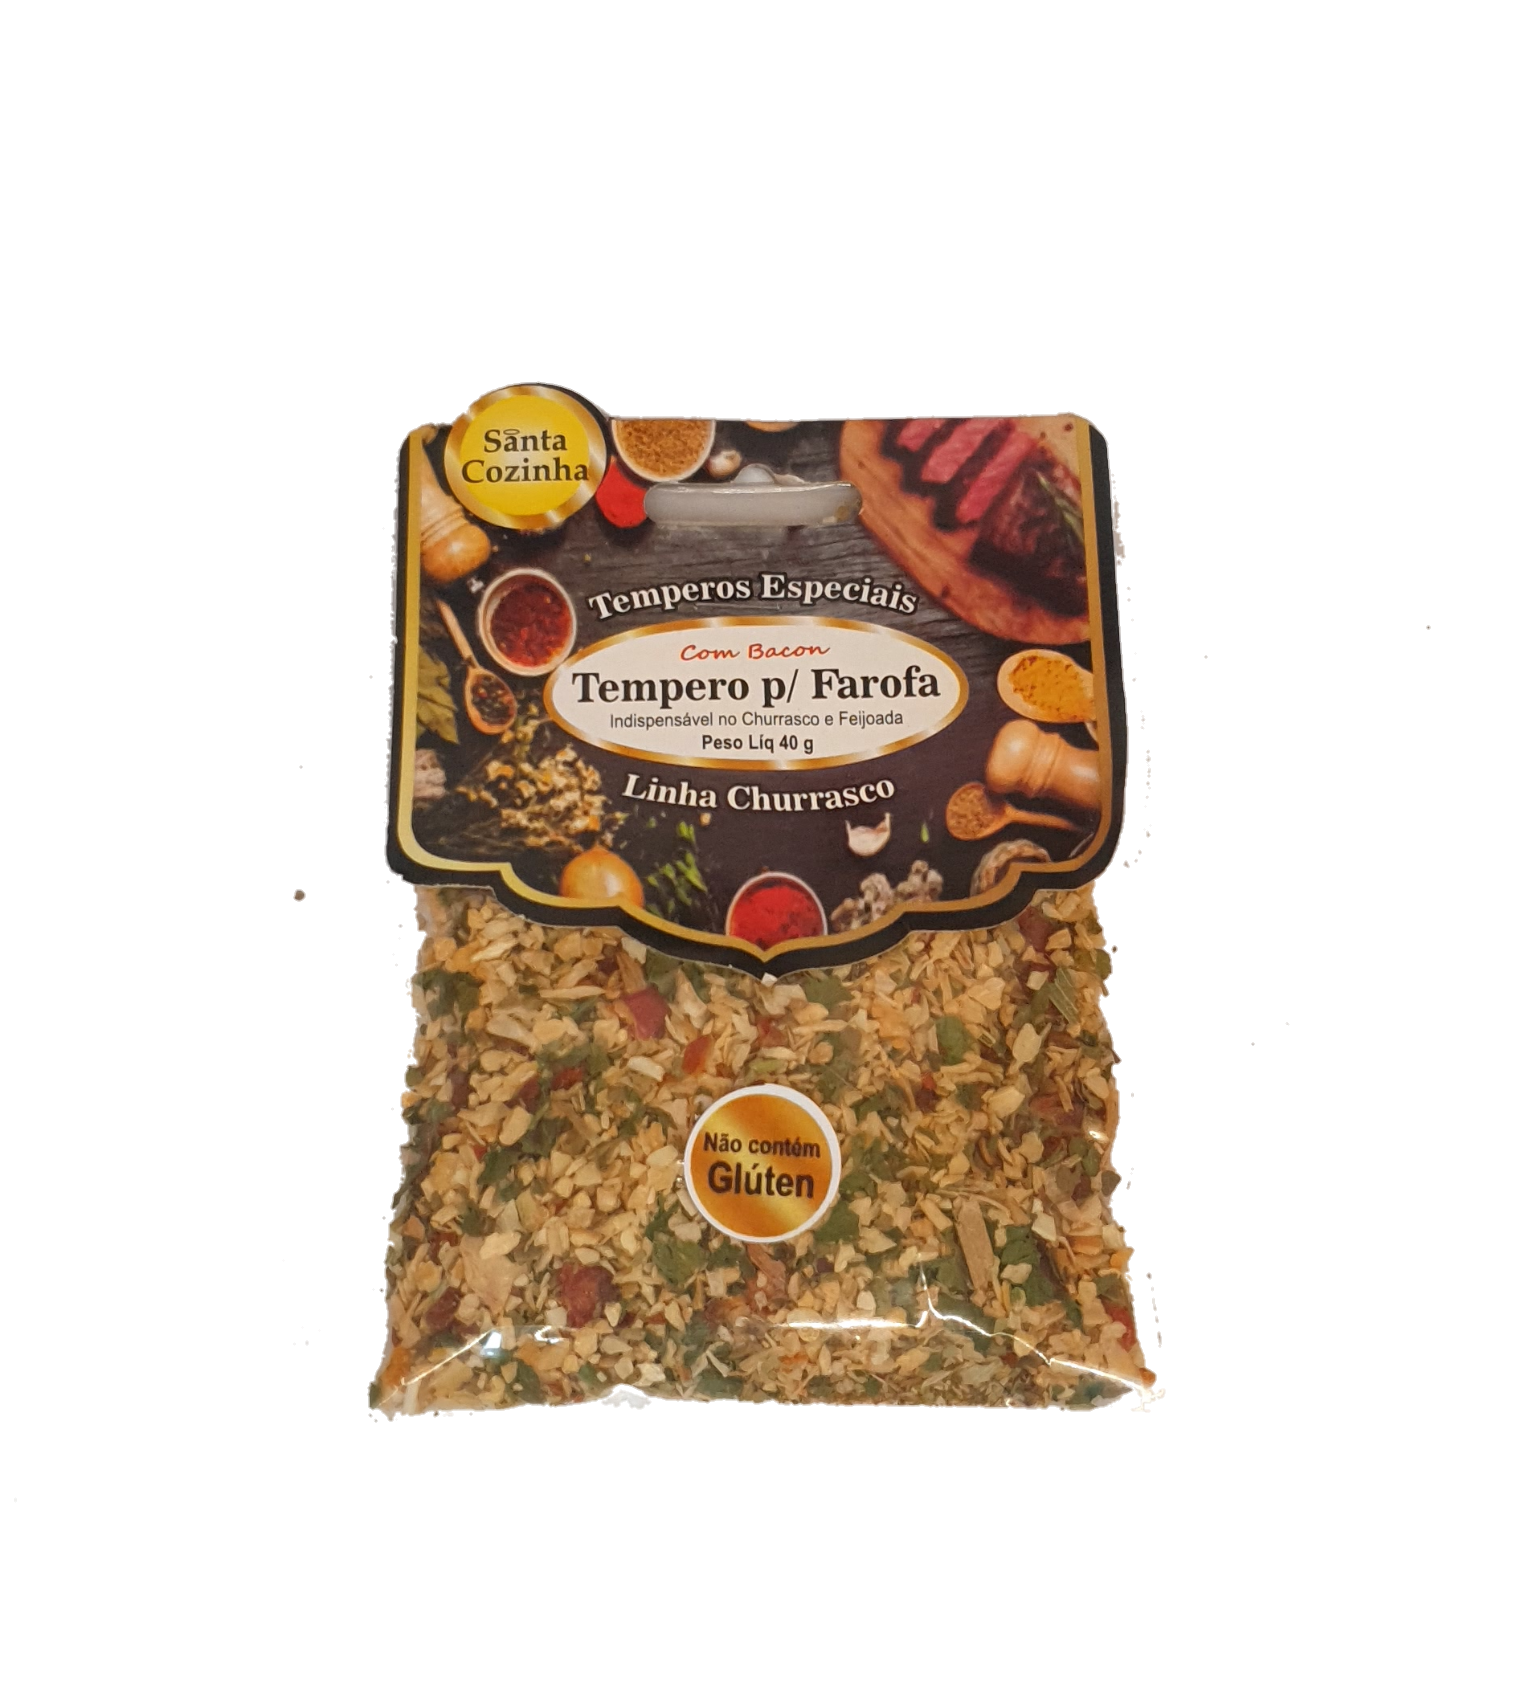 Santa
Cozinha
Temperos Especiais
Com Bacon
Tempero p/ Farofa
Indispensável no Churrasco e Feijoada
Peso Líq 40 g
Linha Churrasco
Não contém
Glúten